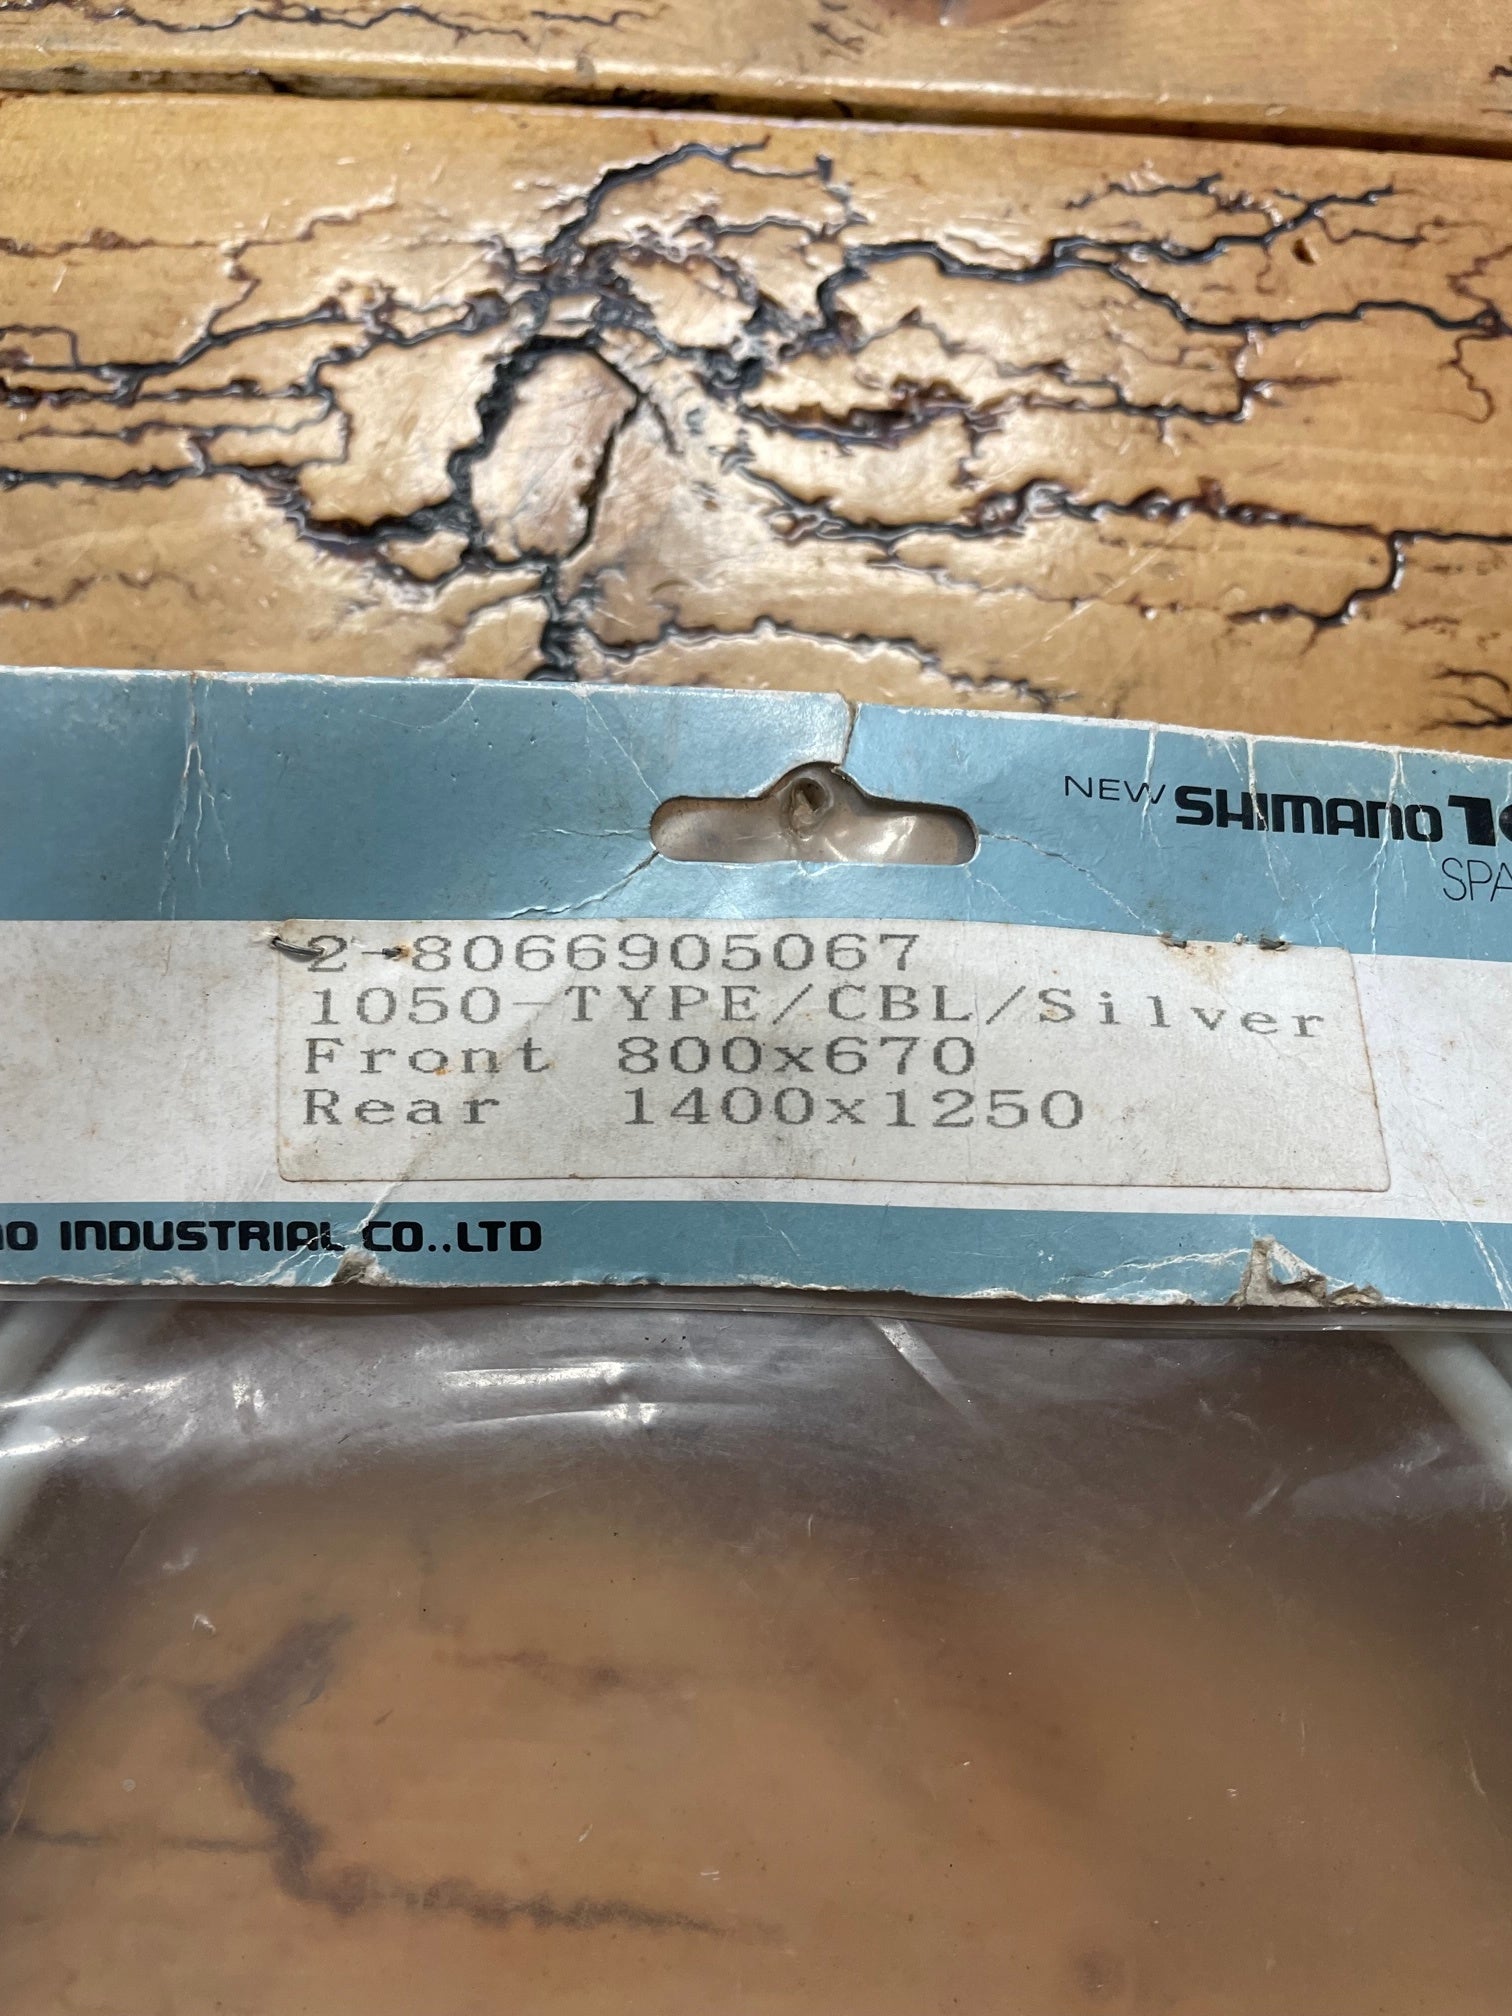 NEW SHIMANO
2-8066905067
1050-TYPE/CBL/Silver
Front 800x670
Rear 1400x1250
INDUSTRIAL CO.,LTD